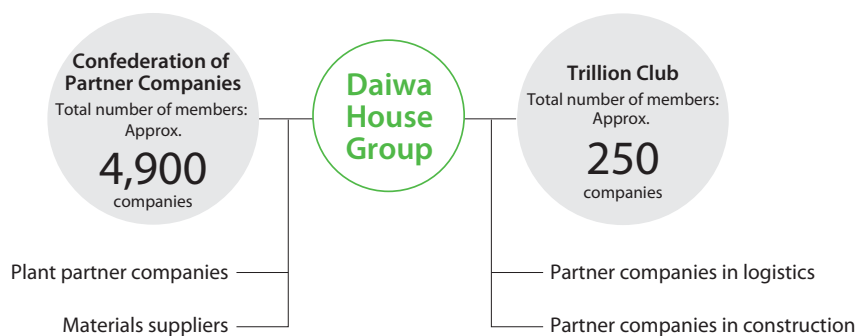 Confederation of
Partner Companies
Total number of members:
Approx.
4,900
companies
Daiwa
House
Group
Trillion Club
Total number of members:
Approx.
250
companies
Plant partner companies
Materials suppliers
Partner companies in logistics
Partner companies in construction